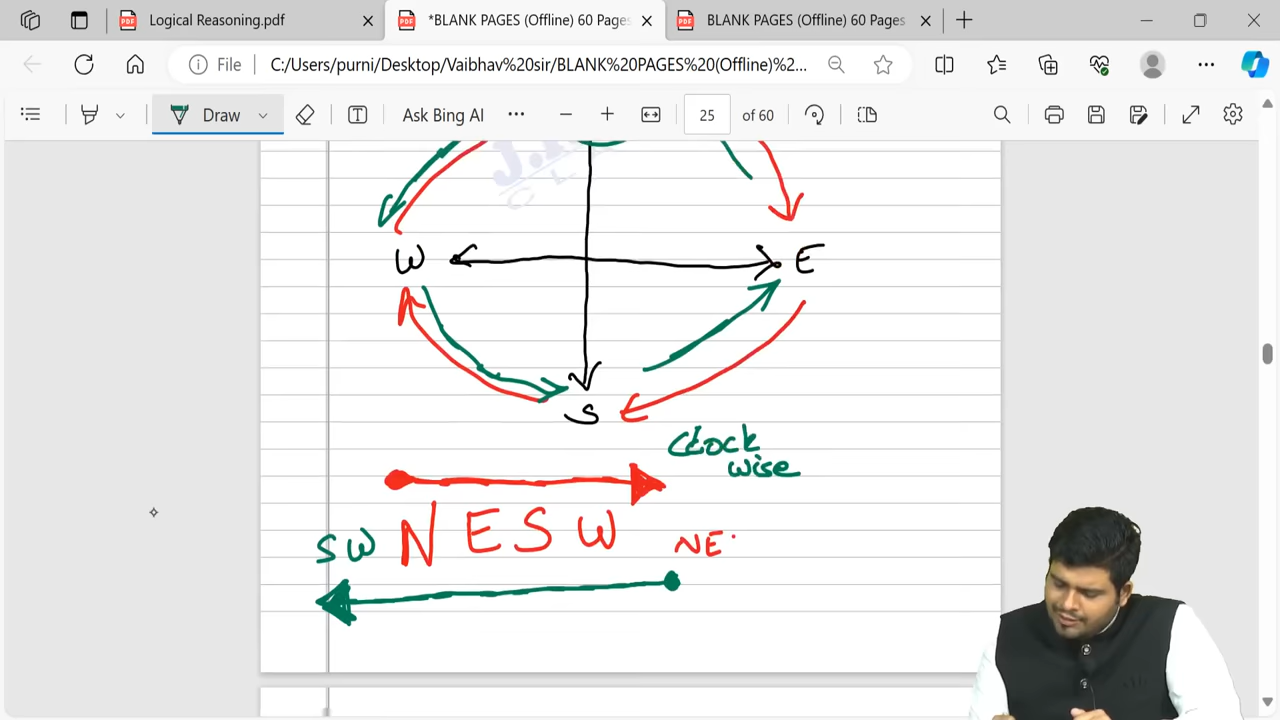 Logical Reasoning.pdf
*BLANK PAGES (Offline) 60 Pages
BLANK PAGES (Offline) 60 Pages
File
C:/Users/purni/Desktop/Vaibhav%20sir/BLANK%20PAGES%20(Offline)%2...
Draw
Ask Bing AI
25
of 60
W
E
S
Clock
wise
SW
N E S W
NE